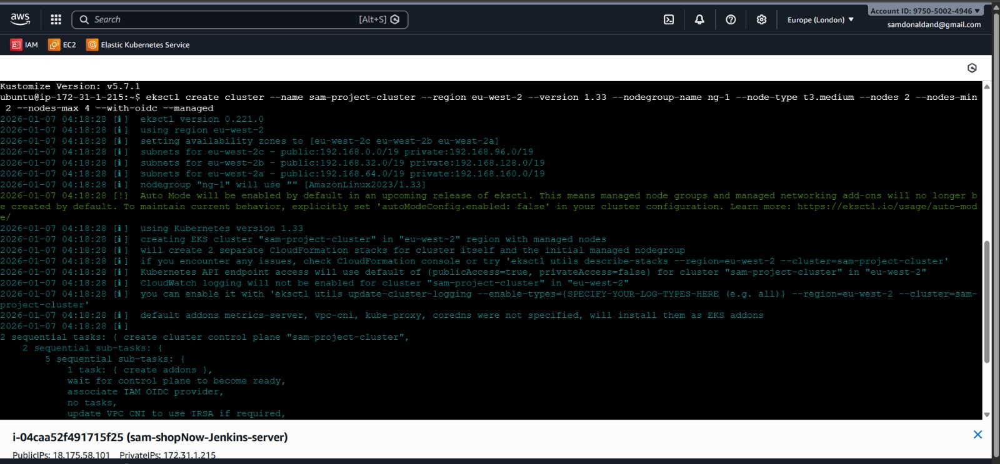 aws
Search
[Alt+S]
Europe (London) ▼
Account ID: 9750-5002-4946 ▼
samdonaldand@gmail.com
IAM
EC2
Elastic Kubernetes Service
Kustomize Version: v5.7.1
ubuntu@ip-172-31-1-215:~$ eksctl create cluster --name sam-project-cluster --region eu-west-2 --version 1.33 --nodegroup-name ng-1 --node-type t3.medium --nodes 2 --nodes-min
 2 --nodes-max 4 --with-oidc --managed
2026-01-07 04:18:28 [ℹ]  eksctl version 0.221.0
2026-01-07 04:18:28 [ℹ]  using region eu-west-2
2026-01-07 04:18:28 [ℹ]  setting availability zones to [eu-west-2c eu-west-2b eu-west-2a]
2026-01-07 04:18:28 [ℹ]  subnets for eu-west-2c - public:192.168.0.0/19 private:192.168.96.0/19
2026-01-07 04:18:28 [ℹ]  subnets for eu-west-2b - public:192.168.32.0/19 private:192.168.128.0/19
2026-01-07 04:18:28 [ℹ]  subnets for eu-west-2a - public:192.168.64.0/19 private:192.168.160.0/19
2026-01-07 04:18:28 [ℹ]  nodegroup "ng-1" will use "" [AmazonLinux2023/1.33]
2026-01-07 04:18:28 [!]  Auto Mode will be enabled by default in an upcoming release of eksctl. This means managed node groups and managed networking add-ons will no longer b
e created by default. To maintain current behavior, explicitly set 'autoModeConfig.enabled: false' in your cluster configuration. Learn more: https://eksctl.io/usage/auto-mod
e/
2026-01-07 04:18:28 [ℹ]  using Kubernetes version 1.33
2026-01-07 04:18:28 [ℹ]  creating EKS cluster "sam-project-cluster" in "eu-west-2" region with managed nodes
2026-01-07 04:18:28 [ℹ]  will create 2 separate CloudFormation stacks for cluster itself and the initial managed nodegroup
2026-01-07 04:18:28 [ℹ]  if you encounter any issues, check CloudFormation console or try 'eksctl utils describe-stacks --region=eu-west-2 --cluster=sam-project-cluster'
2026-01-07 04:18:28 [ℹ]  Kubernetes API endpoint access will use default of {publicAccess=true, privateAccess=false} for cluster "sam-project-cluster" in "eu-west-2"
2026-01-07 04:18:28 [ℹ]  CloudWatch logging will not be enabled for cluster "sam-project-cluster" in "eu-west-2"
2026-01-07 04:18:28 [ℹ]  you can enable it with 'eksctl utils update-cluster-logging --enable-types={SPECIFY-YOUR-LOG-TYPES-HERE (e.g. all)} --region=eu-west-2 --cluster=sam-
project-cluster'
2026-01-07 04:18:28 [ℹ]  default addons metrics-server, vpc-cni, kube-proxy, coredns were not specified, will install them as EKS addons
2026-01-07 04:18:28 [ℹ]
2 sequential tasks: { create cluster control plane "sam-project-cluster",
    2 sequential sub-tasks: {
        5 sequential sub-tasks: {
            1 task: { create addons },
            wait for control plane to become ready,
            associate IAM OIDC provider,
            no tasks,
            update VPC CNI to use IRSA if required,
i-04caa52f491715f25 (sam-shopNow-Jenkins-server)
PublicIPs: 18.175.58.101    PrivateIPs: 172.31.1.215